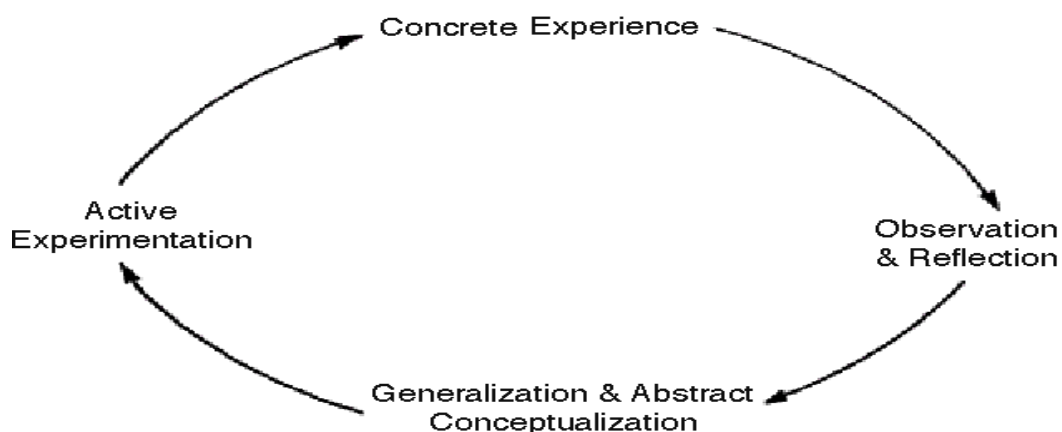 Concrete Experience
Active
Experimentation
Observation
& Reflection
Generalization & Abstract
Conceptualization